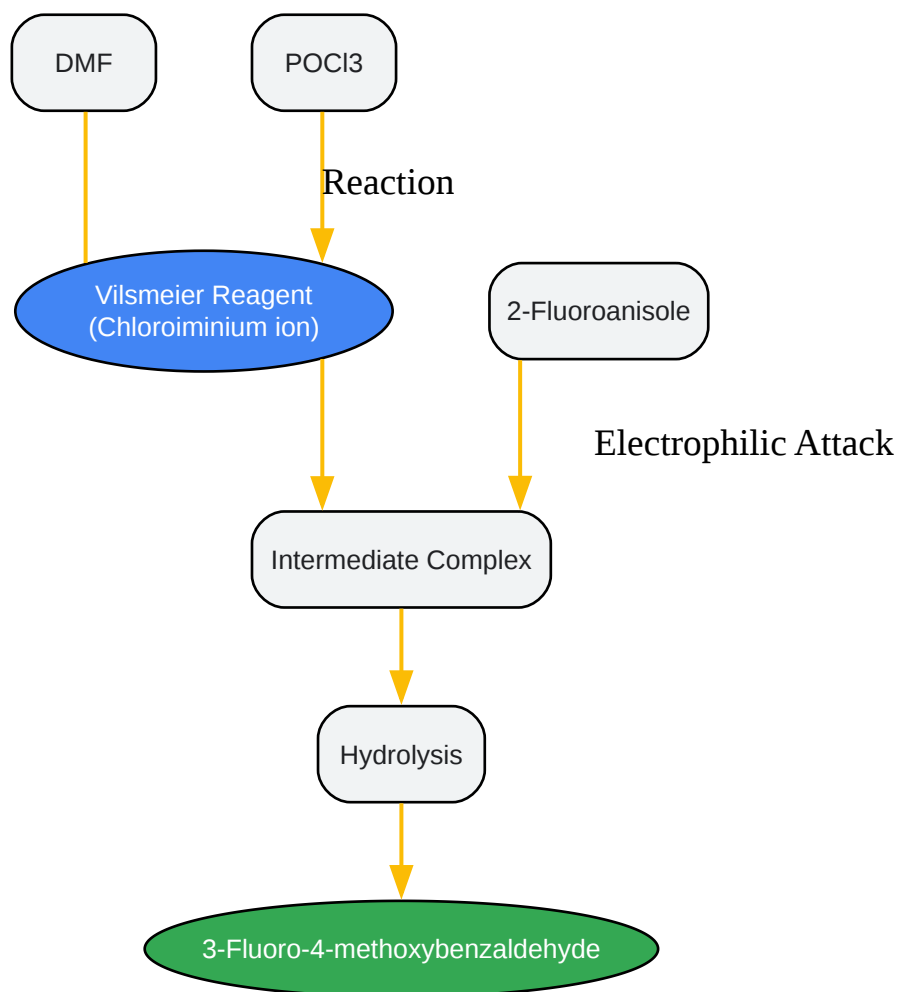 DMF
POCl3
Reaction
Vilsmeier Reagent
(Chloroiminium ion)
2-Fluoroanisole
Electrophilic Attack
Intermediate Complex
Hydrolysis
3-Fluoro-4-methoxybenzaldehyde